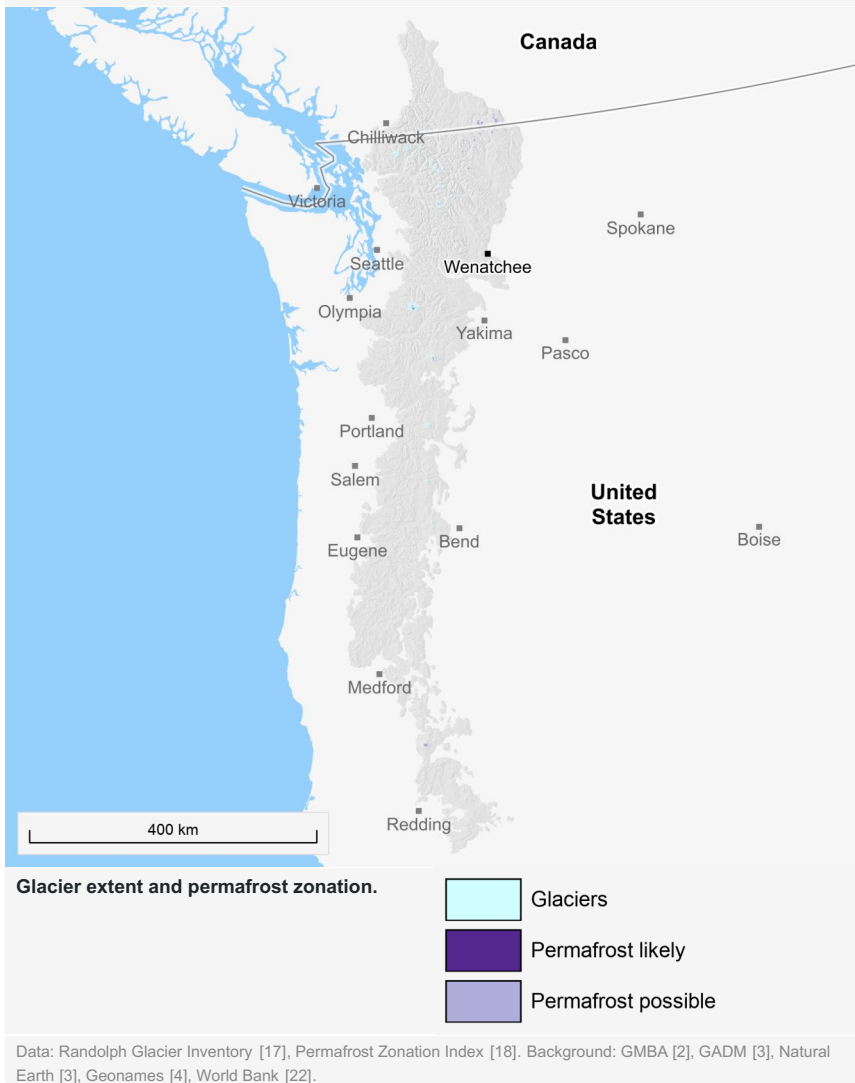 Canada
Chilliwack
Victoria
Spokane
Seattle
Wenatchee
Olympia
Yakima
Pasco
Portland
Salem
United
States
Eugene
Bend
Boise
Medford
Redding
400 km
Glacier extent and permafrost zonation.
Glaciers
Permafrost likely
Permafrost possible
Data: Randolph Glacier Inventory [17], Permafrost Zonation Index [18]. Background: GMBA [2], GADM [3], Natural
Earth [3], Geonames [4], World Bank [22].